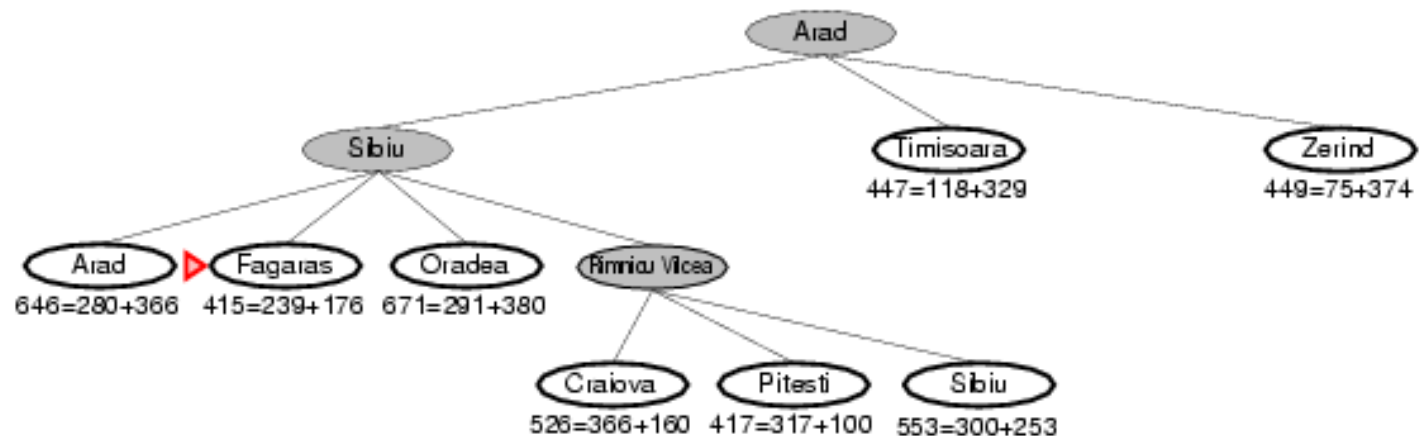 Arad
Sibiu
Timisoara
Zerind
447=118+329
449=75+374
Arad
Fagaras
Oradea
Rimnicu Vilcea
646=280+366
415=239+176
671=291+380
Craiova
Pitesti
Sibiu
526=366+160
417=317+100
553=300+253